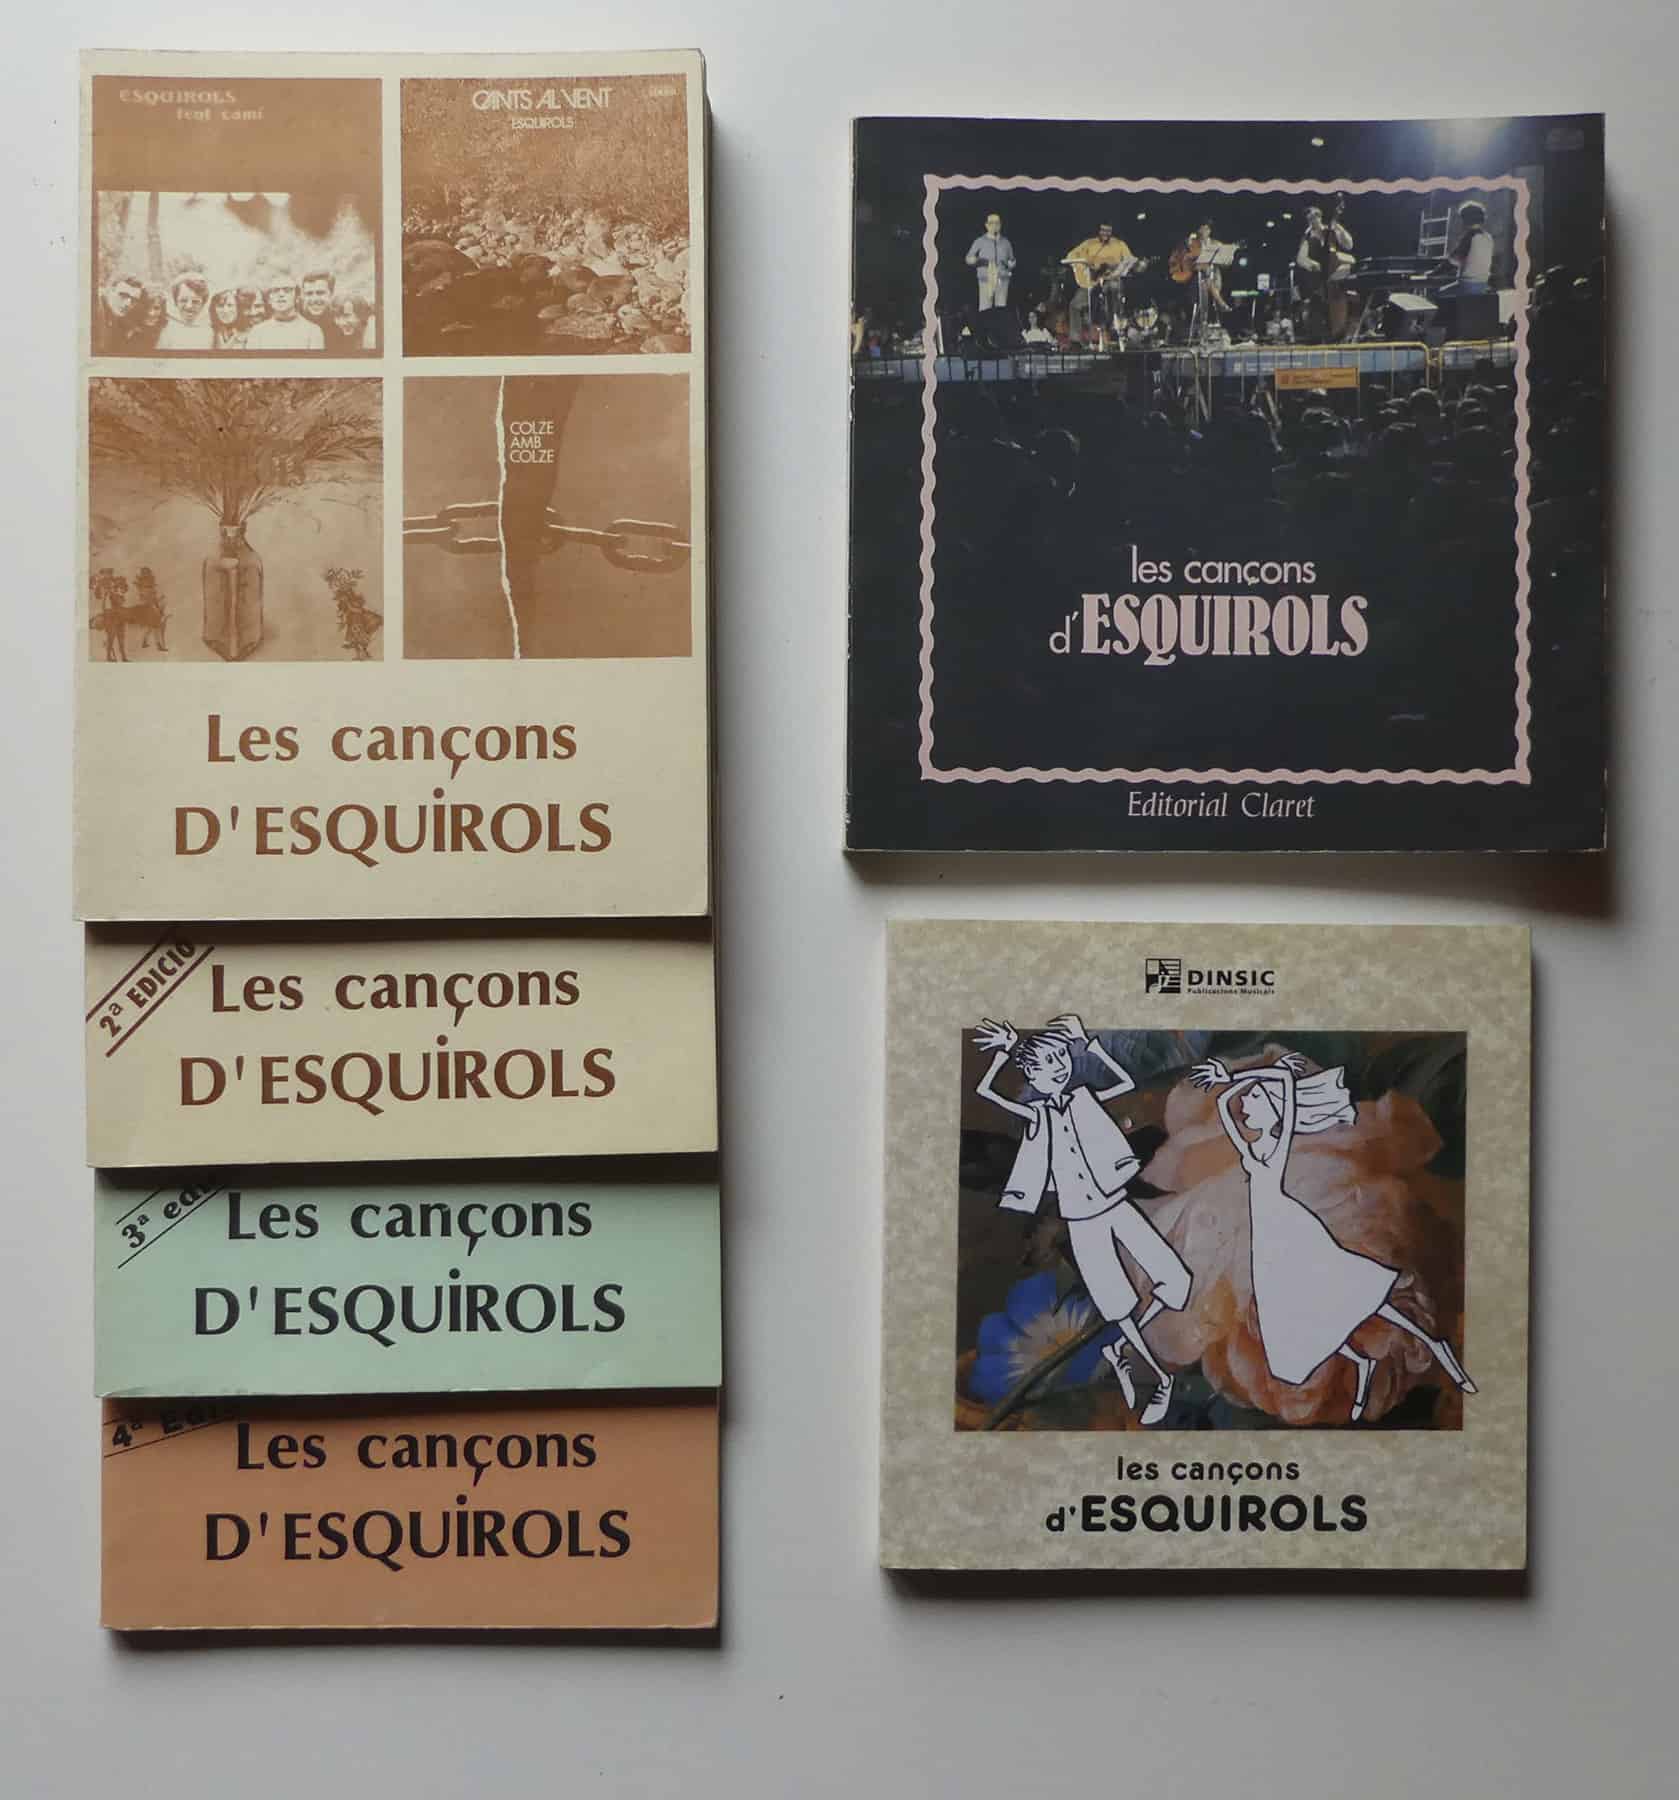 ESQUIROLS
fent camí
CANTS AL VENT
ESQUIROLS
COLZE
AMB
COLZE
Les cançons
D'ESQUIROLS
2ª EDICIO
Les cançons
D'ESQUIROLS
3ª edi
Les cançons
D'ESQUIROLS
4ª Edi
Les cançons
D'ESQUIROLS
les cançons
d'ESQUIROLS
Editorial Claret
DINSIC
Publicacions Musicals
les cançons
d'ESQUIROLS